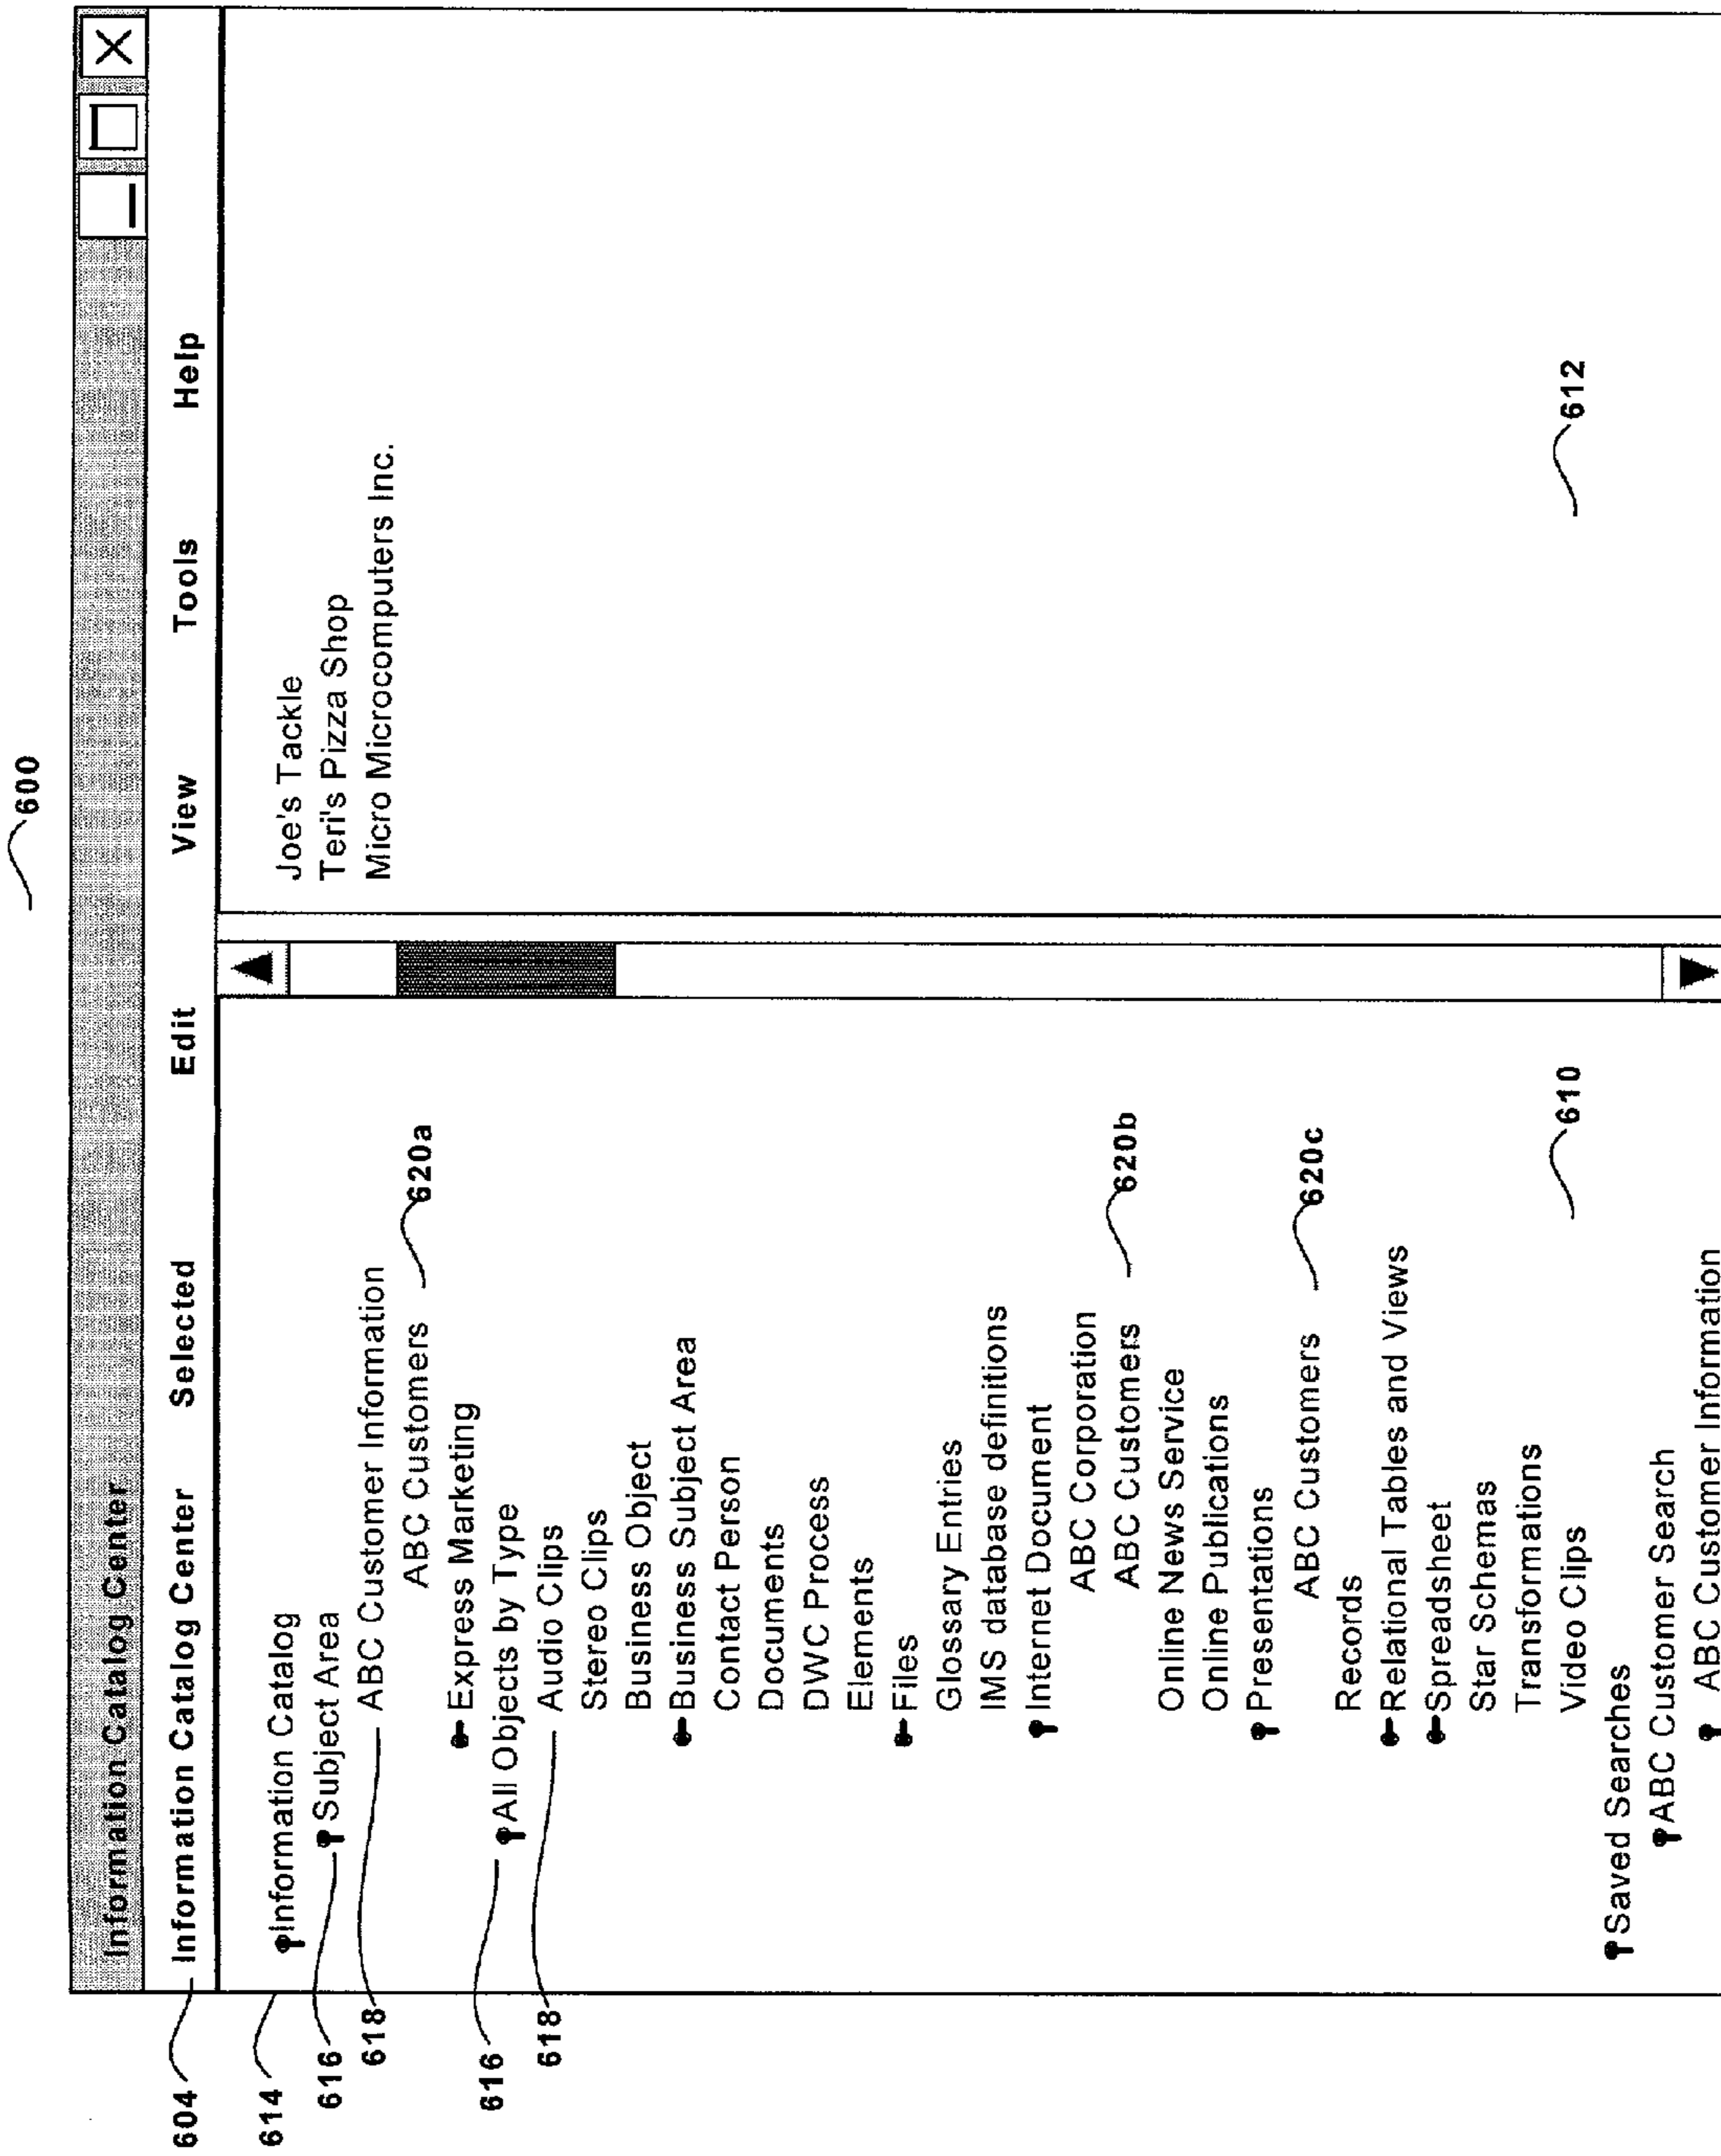 600
Information Catalog Center
604 Information Catalog Center Selected Edit View Tools Help
614
Information Catalog
616 Subject Area
618 ABC Customer Information
ABC Customers 620a
Express Marketing
616 All Objects by Type
618 Audio Clips
Stereo Clips
Business Object
Business Subject Area
Contact Person
Documents
DWC Process
Elements
Files
Glossary Entries
IMS database definitions
Internet Document
ABC Corporation
ABC Customers 620b
Online News Service
Online Publications
Presentations
ABC Customers 620c
Records
Relational Tables and Views
Spreadsheet
Star Schemas
Transformations
Video Clips 610
Saved Searches
ABC Customer Search
ABC Customer Information
Joe's Tackle
Teri's Pizza Shop
Micro Microcomputers Inc.
612